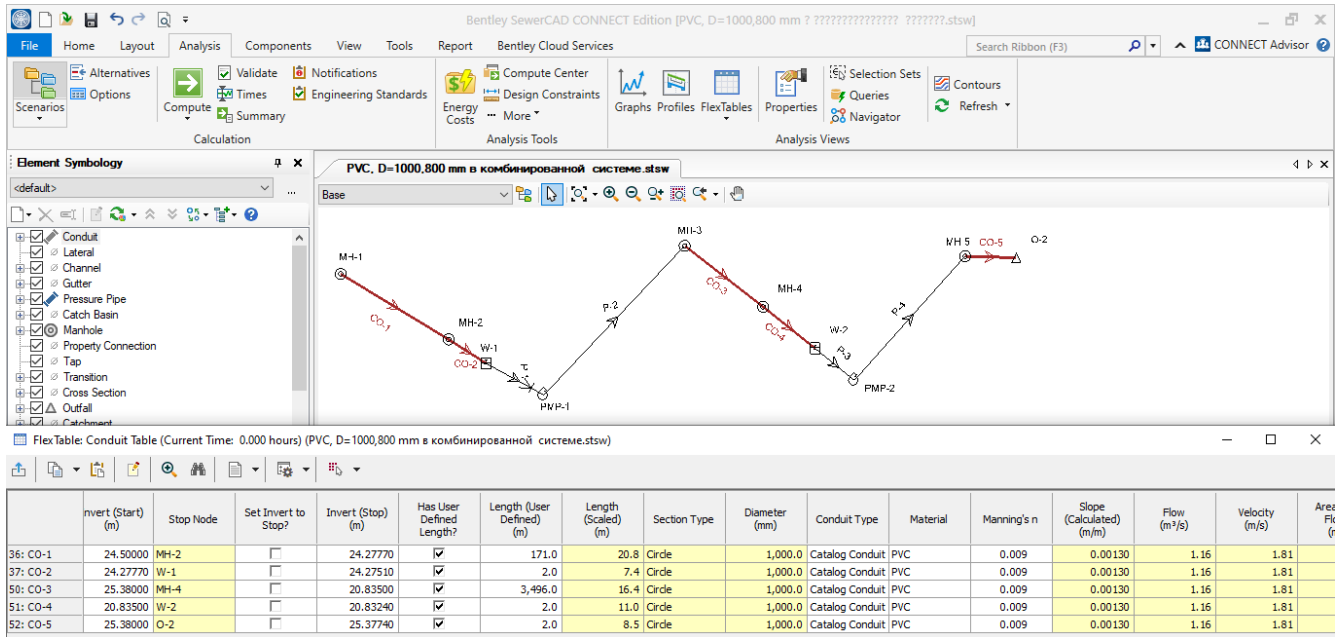 Bentley SewerCAD CONNECT Edition [PVC, D=1000,800 mm ? ??????????????? ???????.stsw]
File Home Layout Analysis Components View Tools Report Bentley Cloud Services Search Ribbon (F3) CONNECT Advisor
Scenarios Alternatives Options Compute Validate Times Summary Notifications Engineering Standards
Calculation
Energy Costs Compute Center Design Constraints More
Analysis Tools
Graphs Profiles FlexTables Properties Selection Sets Queries Navigator Contours Refresh
Analysis Views
Element Symbology
<default>
...
Conduit
Lateral
Channel
Gutter
Pressure Pipe
Catch Basin
Manhole
Property Connection
Tap
Transition
Cross Section
Outfall
Catchment
PVC, D=1000,800 mm в комбинированной системе.stsw
Base
MH-1
CO-1
MH-2
CO-2
W-1
PMP-1
P-2
MH-3
CO-3
MH-4
CO-4
W-2
P-3
PMP-2
CO-5
O-2
FlexTable: Conduit Table (Current Time: 0.000 hours) (PVC, D=1000,800 mm в комбинированной системе.stsw)
nvert (Start) (m) Stop Node Set Invert to Stop? Invert (Stop) (m) Has User Defined Length? Length (User Defined) (m) Length (Scaled) (m) Section Type Diameter (mm) Conduit Type Material Manning's n Slope (Calculated) (m/m) Flow (m³/s) Velocity (m/s)
36: CO-1 24.50000 MH-2 24.27770 171.0 20.8 Circle 1,000.0 Catalog Conduit PVC 0.009 0.00130 1.16 1.81
37: CO-2 24.27770 W-1 24.27510 2.0 7.4 Circle 1,000.0 Catalog Conduit PVC 0.009 0.00130 1.16 1.81
50: CO-3 25.38000 MH-4 20.83500 3,496.0 16.4 Circle 1,000.0 Catalog Conduit PVC 0.009 0.00130 1.16 1.81
51: CO-4 20.83500 W-2 20.83240 2.0 11.0 Circle 1,000.0 Catalog Conduit PVC 0.009 0.00130 1.16 1.81
52: CO-5 25.38000 O-2 25.37740 2.0 8.5 Circle 1,000.0 Catalog Conduit PVC 0.009 0.00130 1.16 1.81